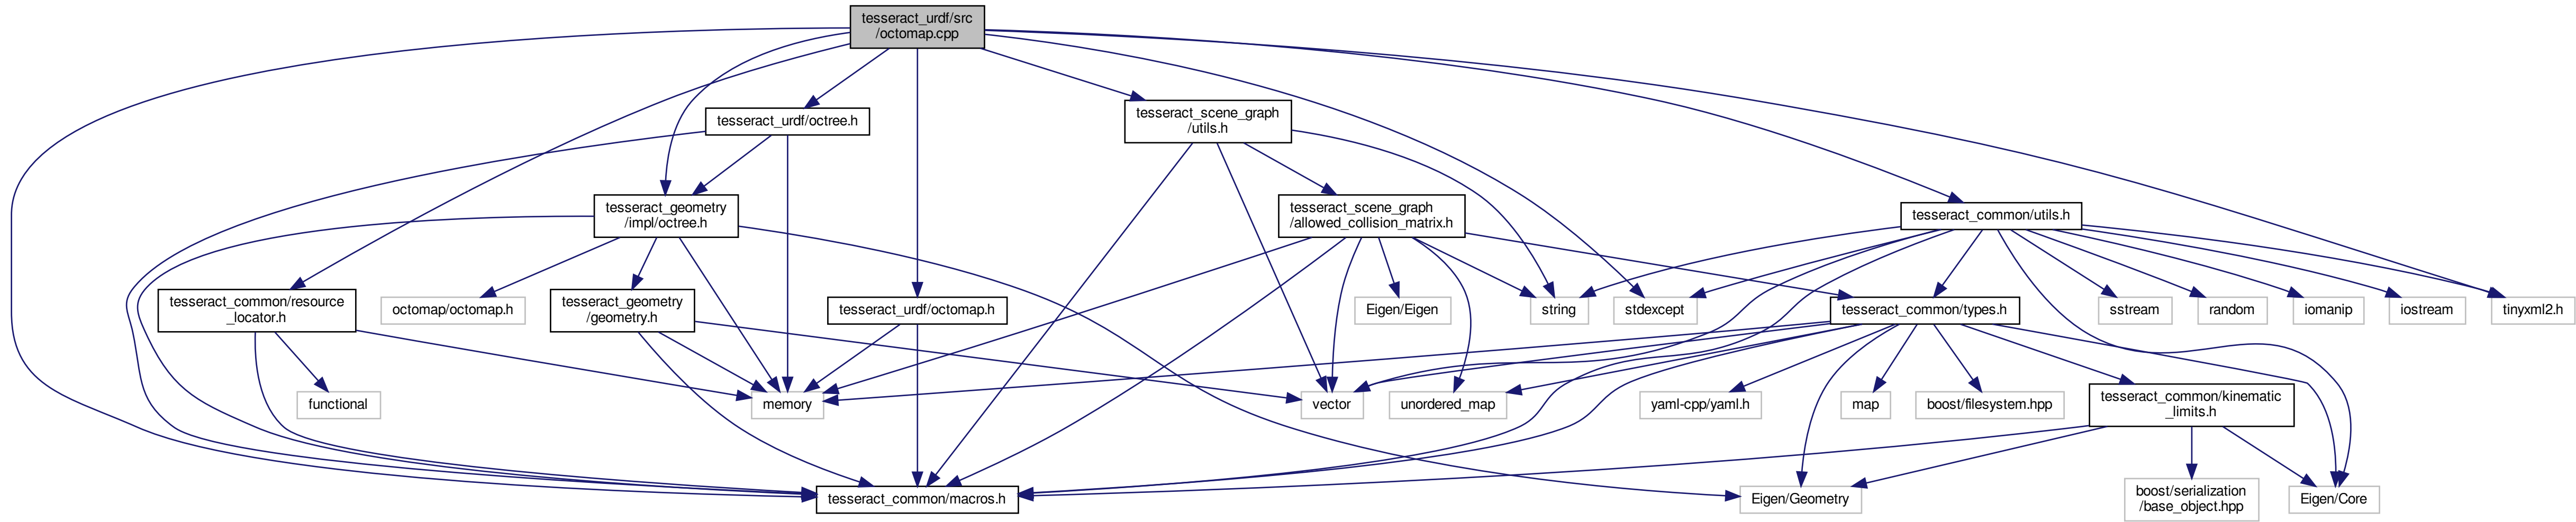 tesseract_urdf/src
/octomap.cpp
tesseract_urdf/octree.h
tesseract_scene_graph
/utils.h
tesseract_geometry
/impl/octree.h
tesseract_scene_graph
/allowed_collision_matrix.h
tesseract_common/utils.h
tesseract_common/resource
_locator.h
octomap/octomap.h
tesseract_geometry
/geometry.h
tesseract_urdf/octomap.h
Eigen/Eigen
string
stdexcept
tesseract_common/types.h
sstream
random
iomanip
iostream
tinyxml2.h
functional
memory
vector
unordered_map
yaml-cpp/yaml.h
map
boost/filesystem.hpp
tesseract_common/kinematic
_limits.h
tesseract_common/macros.h
Eigen/Geometry
boost/serialization
/base_object.hpp
Eigen/Core